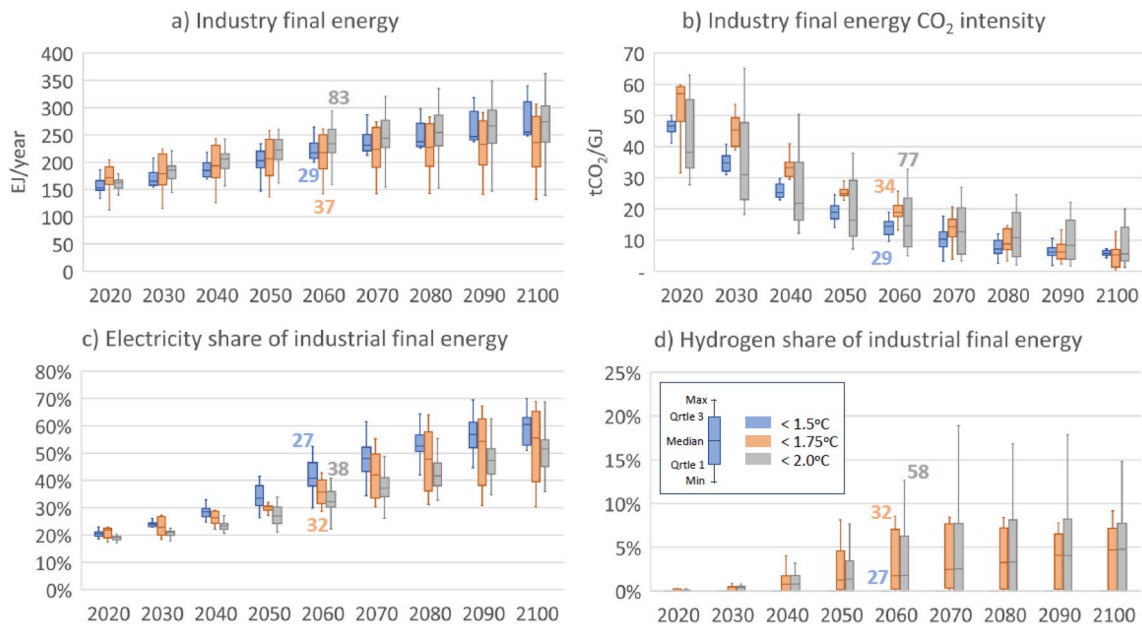 a) Industry final energy
EJ/year
400
350
300
250
200
150
100
50
0
83
29
37
2020 2030 2040 2050 2060 2070 2080 2090 2100
b) Industry final energy CO₂ intensity
tCO₂/GJ
70
60
50
40
30
20
10
-
77
34
29
2020 2030 2040 2050 2060 2070 2080 2090 2100
c) Electricity share of industrial final energy
80%
70%
60%
50%
40%
30%
20%
10%
0%
27
38
32
2020 2030 2040 2050 2060 2070 2080 2090 2100
d) Hydrogen share of industrial final energy
25%
20%
15%
10%
5%
0%
Max
Qrtle 3
Median
Qrtle 1
Min
< 1.5ºC
< 1.75ºC
< 2.0ºC
58
32
27
2020 2030 2040 2050 2060 2070 2080 2090 2100